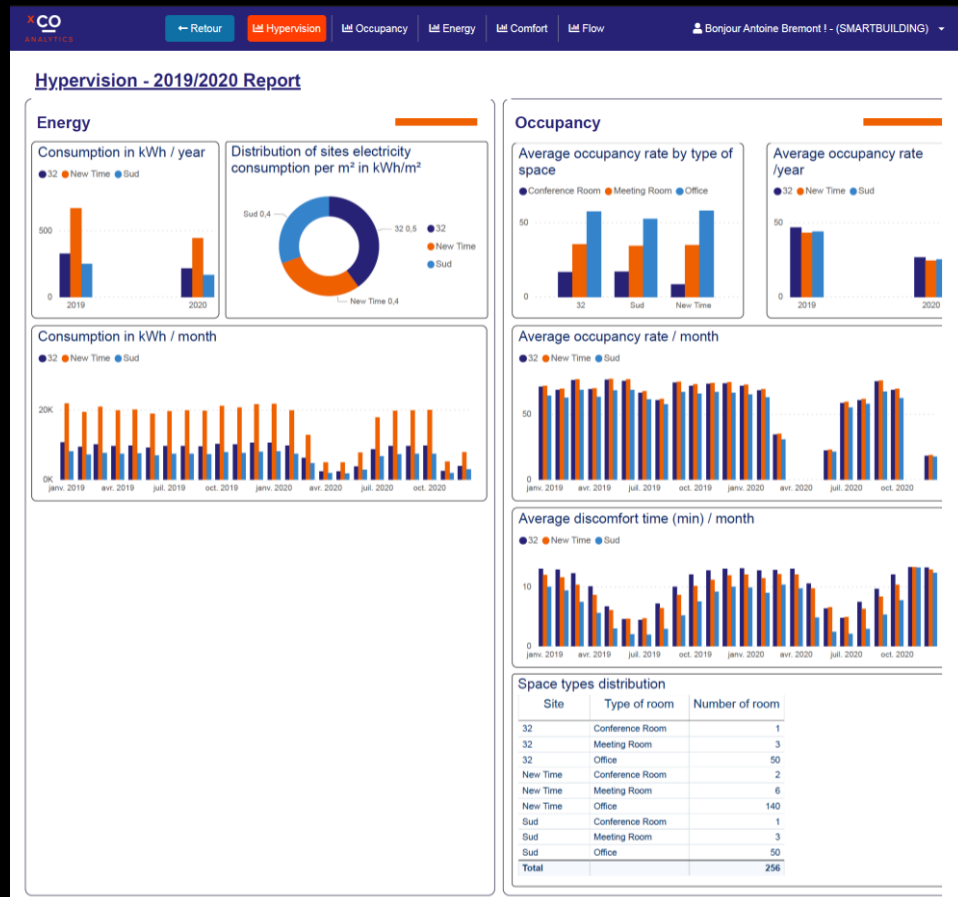 xCO
ANALYTICS
← Retour
Hypervision
Occupancy
Energy
Comfort
Flow
Bonjour Antoine Bremont ! - (SMARTBUILDING)
Hypervision - 2019/2020 Report
Energy
Consumption in kWh / year
32 New Time Sud
500
0
2019 2020
Distribution of sites electricity
consumption per m² in kWh/m²
Sud 0,4
32 0,5
New Time 0,4
32
New Time
Sud
Consumption in kWh / month
32 New Time Sud
20K
0K
janv. 2019 avr. 2019 juil. 2019 oct. 2019 janv. 2020 avr. 2020 juil. 2020 oct. 2020
Occupancy
Average occupancy rate by type of
space
Conference Room Meeting Room Office
50
0
32 Sud New Time
Average occupancy rate
/year
32 New Time Sud
50
0
2019 2020
Average occupancy rate / month
32 New Time Sud
50
0
janv. 2019 avr. 2019 juil. 2019 oct. 2019 janv. 2020 avr. 2020 juil. 2020 oct. 2020
Average discomfort time (min) / month
32 New Time Sud
10
0
janv. 2019 avr. 2019 juil. 2019 oct. 2019 janv. 2020 avr. 2020 juil. 2020 oct. 2020
Space types distribution
Site Type of room Number of room
32 Conference Room 1
32 Meeting Room 3
32 Office 50
New Time Conference Room 2
New Time Meeting Room 6
New Time Office 140
Sud Conference Room 1
Sud Meeting Room 3
Sud Office 50
Total 256